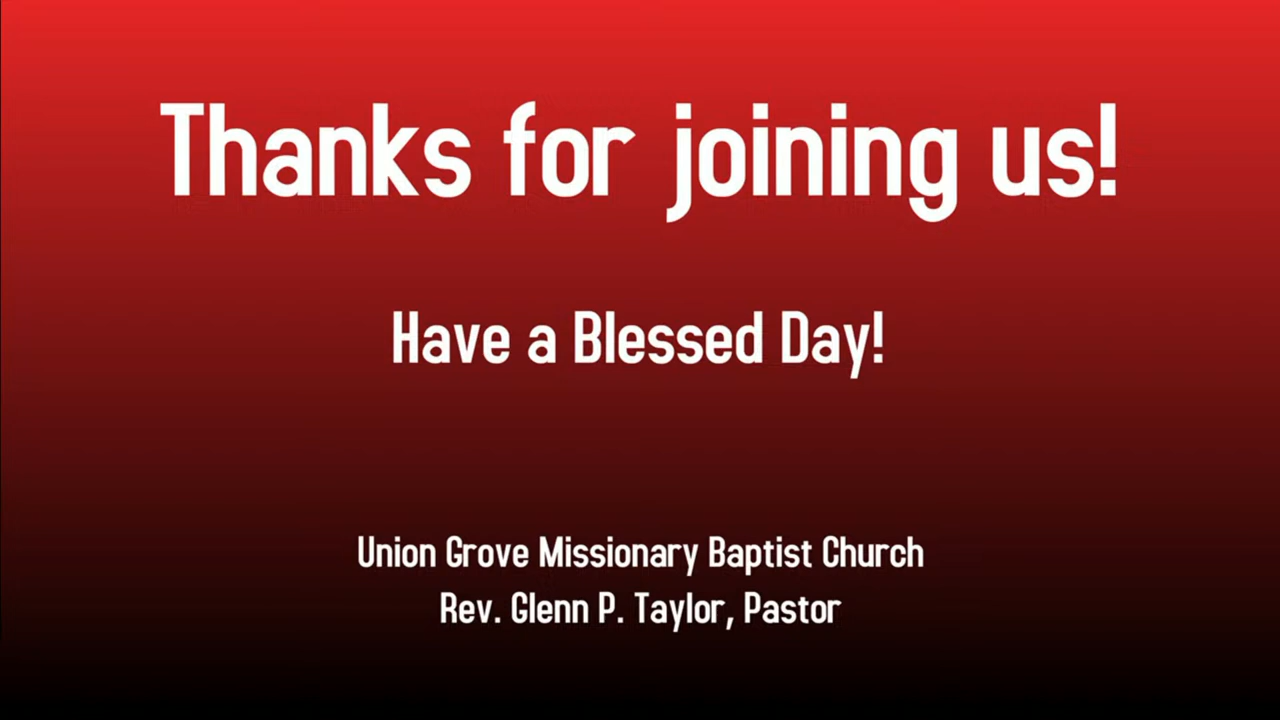 Thanks for joining us!
Have a Blessed Day!
Union Grove Missionary Baptist Church
Rev. Glenn P. Taylor, Pastor